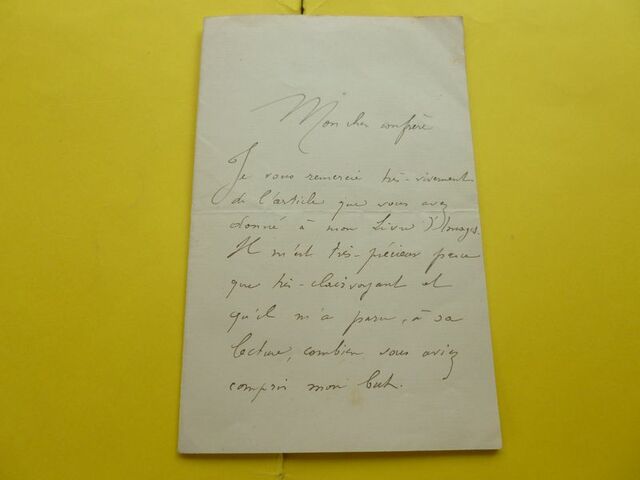 Mon cher confrère
Je vous remercie très-vivement
de l'article que vous avez
donné à mon Livre d'Images.
Il m'est très-précieux parce
que très-clairvoyant et
qu'il m'a paru, à sa
lecture, combien vous aviez
compris mon but.